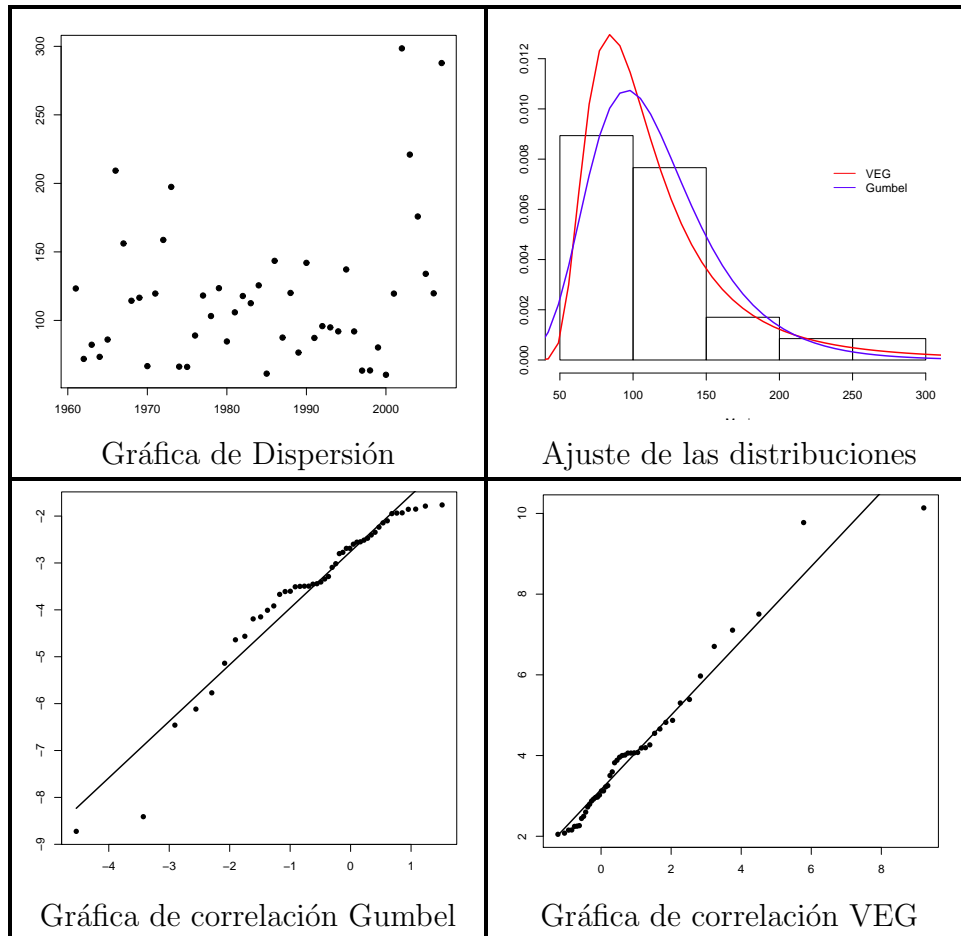 300
250
200
150
100
1960 1970 1980 1990 2000
Gráfica de Dispersión
0.012
0.010
0.008
0.006
0.004
0.002
0.000
50 100 150 200 250 300
VEG
Gumbel
Ajuste de las distribuciones
-2
-3
-4
-5
-6
-7
-8
-9
-4 -3 -2 -1 0 1
Gráfica de correlación Gumbel
10
8
6
4
2
0 2 4 6 8
Gráfica de correlación VEG